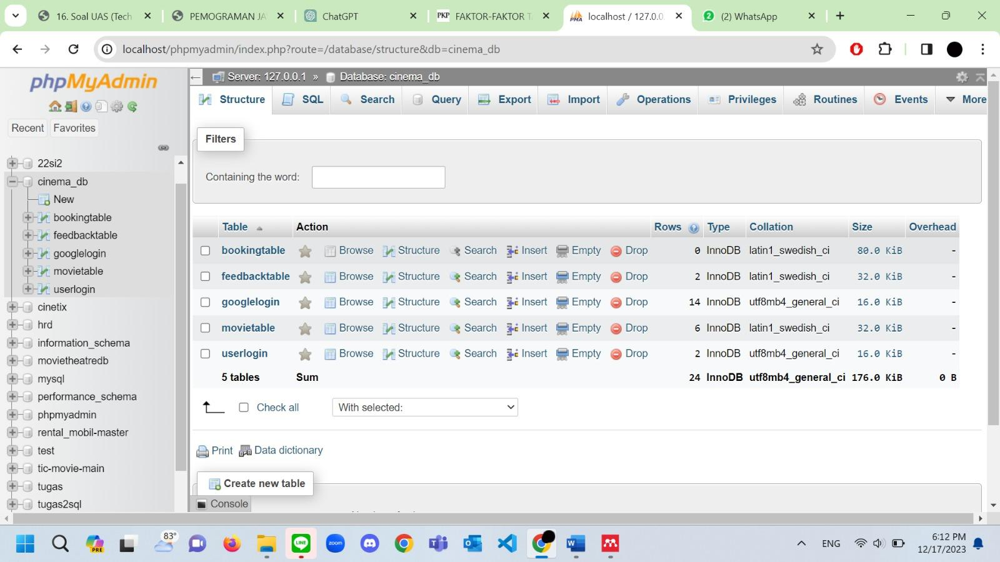 16. Soal UAS (Tech
PEMOGRAMAN JA
ChatGPT
PKP FAKTOR-FAKTOR T
PMA localhost / 127.0.0.
2 (2) WhatsApp
localhost/phpmyadmin/index.php?route=/database/structure&db=cinema_db
phpMyAdmin
Recent Favorites
22si2
cinema_db
New
bookingtable
feedbacktable
googlelogin
movietable
userlogin
cinetix
hrd
information_schema
movietheatredb
mysql
performance_schema
phpmyadmin
rental_mobil-master
test
tic-movie-main
tugas
tugas2sql
Server: 127.0.0.1 » Database: cinema_db
Structure SQL Search Query Export Import Operations Privileges Routines Events More
Filters
Containing the word:
Table Action Rows Type Collation Size Overhead
bookingtable Browse Structure Search Insert Empty Drop 0 InnoDB latin1_swedish_ci 80.0 KiB -
feedbacktable Browse Structure Search Insert Empty Drop 2 InnoDB latin1_swedish_ci 32.0 KiB -
googlelogin Browse Structure Search Insert Empty Drop 14 InnoDB utf8mb4_general_ci 16.0 KiB -
movietable Browse Structure Search Insert Empty Drop 6 InnoDB latin1_swedish_ci 32.0 KiB -
userlogin Browse Structure Search Insert Empty Drop 2 InnoDB utf8mb4_general_ci 16.0 KiB -
5 tables Sum 24 InnoDB utf8mb4_general_ci 176.0 KiB 0 B
Check all With selected:
Print Data dictionary
Create new table
Console
PRE
83°
LINE
zoom
ENG
6:12 PM
12/17/2023